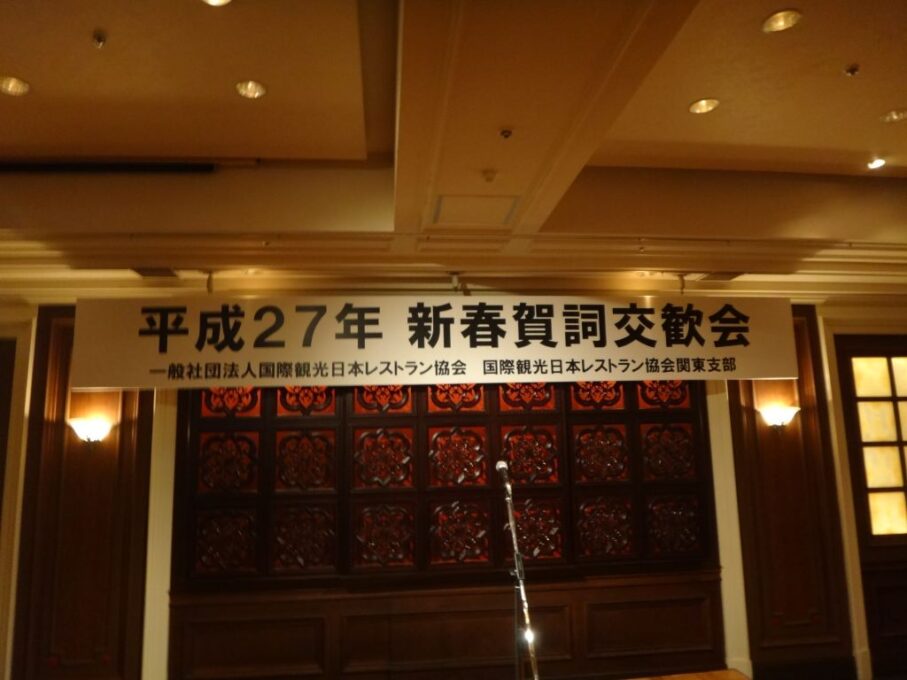 平成27年 新春賀詞交歓会
一般社団法人国際観光日本レストラン協会 国際観光日本レストラン協会関東支部